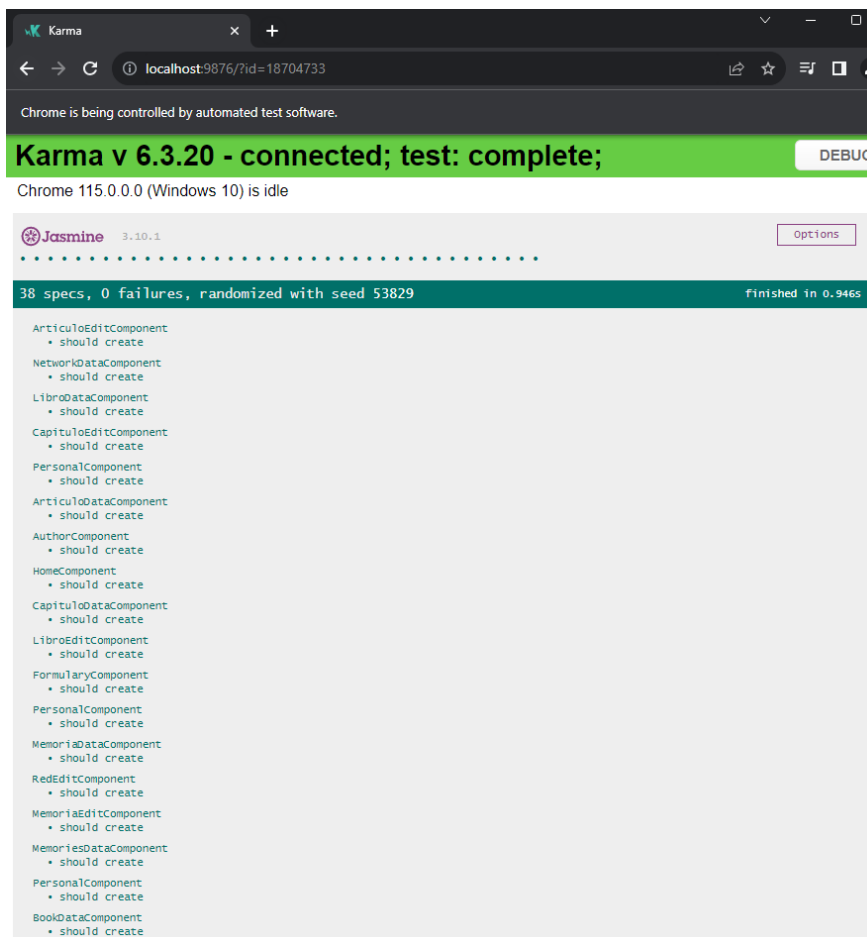 Karma
localhost:9876/?id=18704733
Chrome is being controlled by automated test software.
Karma v 6.3.20 - connected; test: complete;
DEBUG
Chrome 115.0.0.0 (Windows 10) is idle
Jasmine 3.10.1
Options
38 specs, 0 failures, randomized with seed 53829
finished in 0.946s
ArticuloEditComponent
• should create
NetworkDataComponent
• should create
LibroDataComponent
• should create
CapituloEditComponent
• should create
PersonalComponent
• should create
ArticuloDataComponent
• should create
AuthorComponent
• should create
HomeComponent
• should create
CapituloDataComponent
• should create
LibroEditComponent
• should create
FormularyComponent
• should create
PersonalComponent
• should create
MemoriaDataComponent
• should create
RedEditComponent
• should create
MemoriaEditComponent
• should create
MemoriesDataComponent
• should create
PersonalComponent
• should create
BookDataComponent
• should create